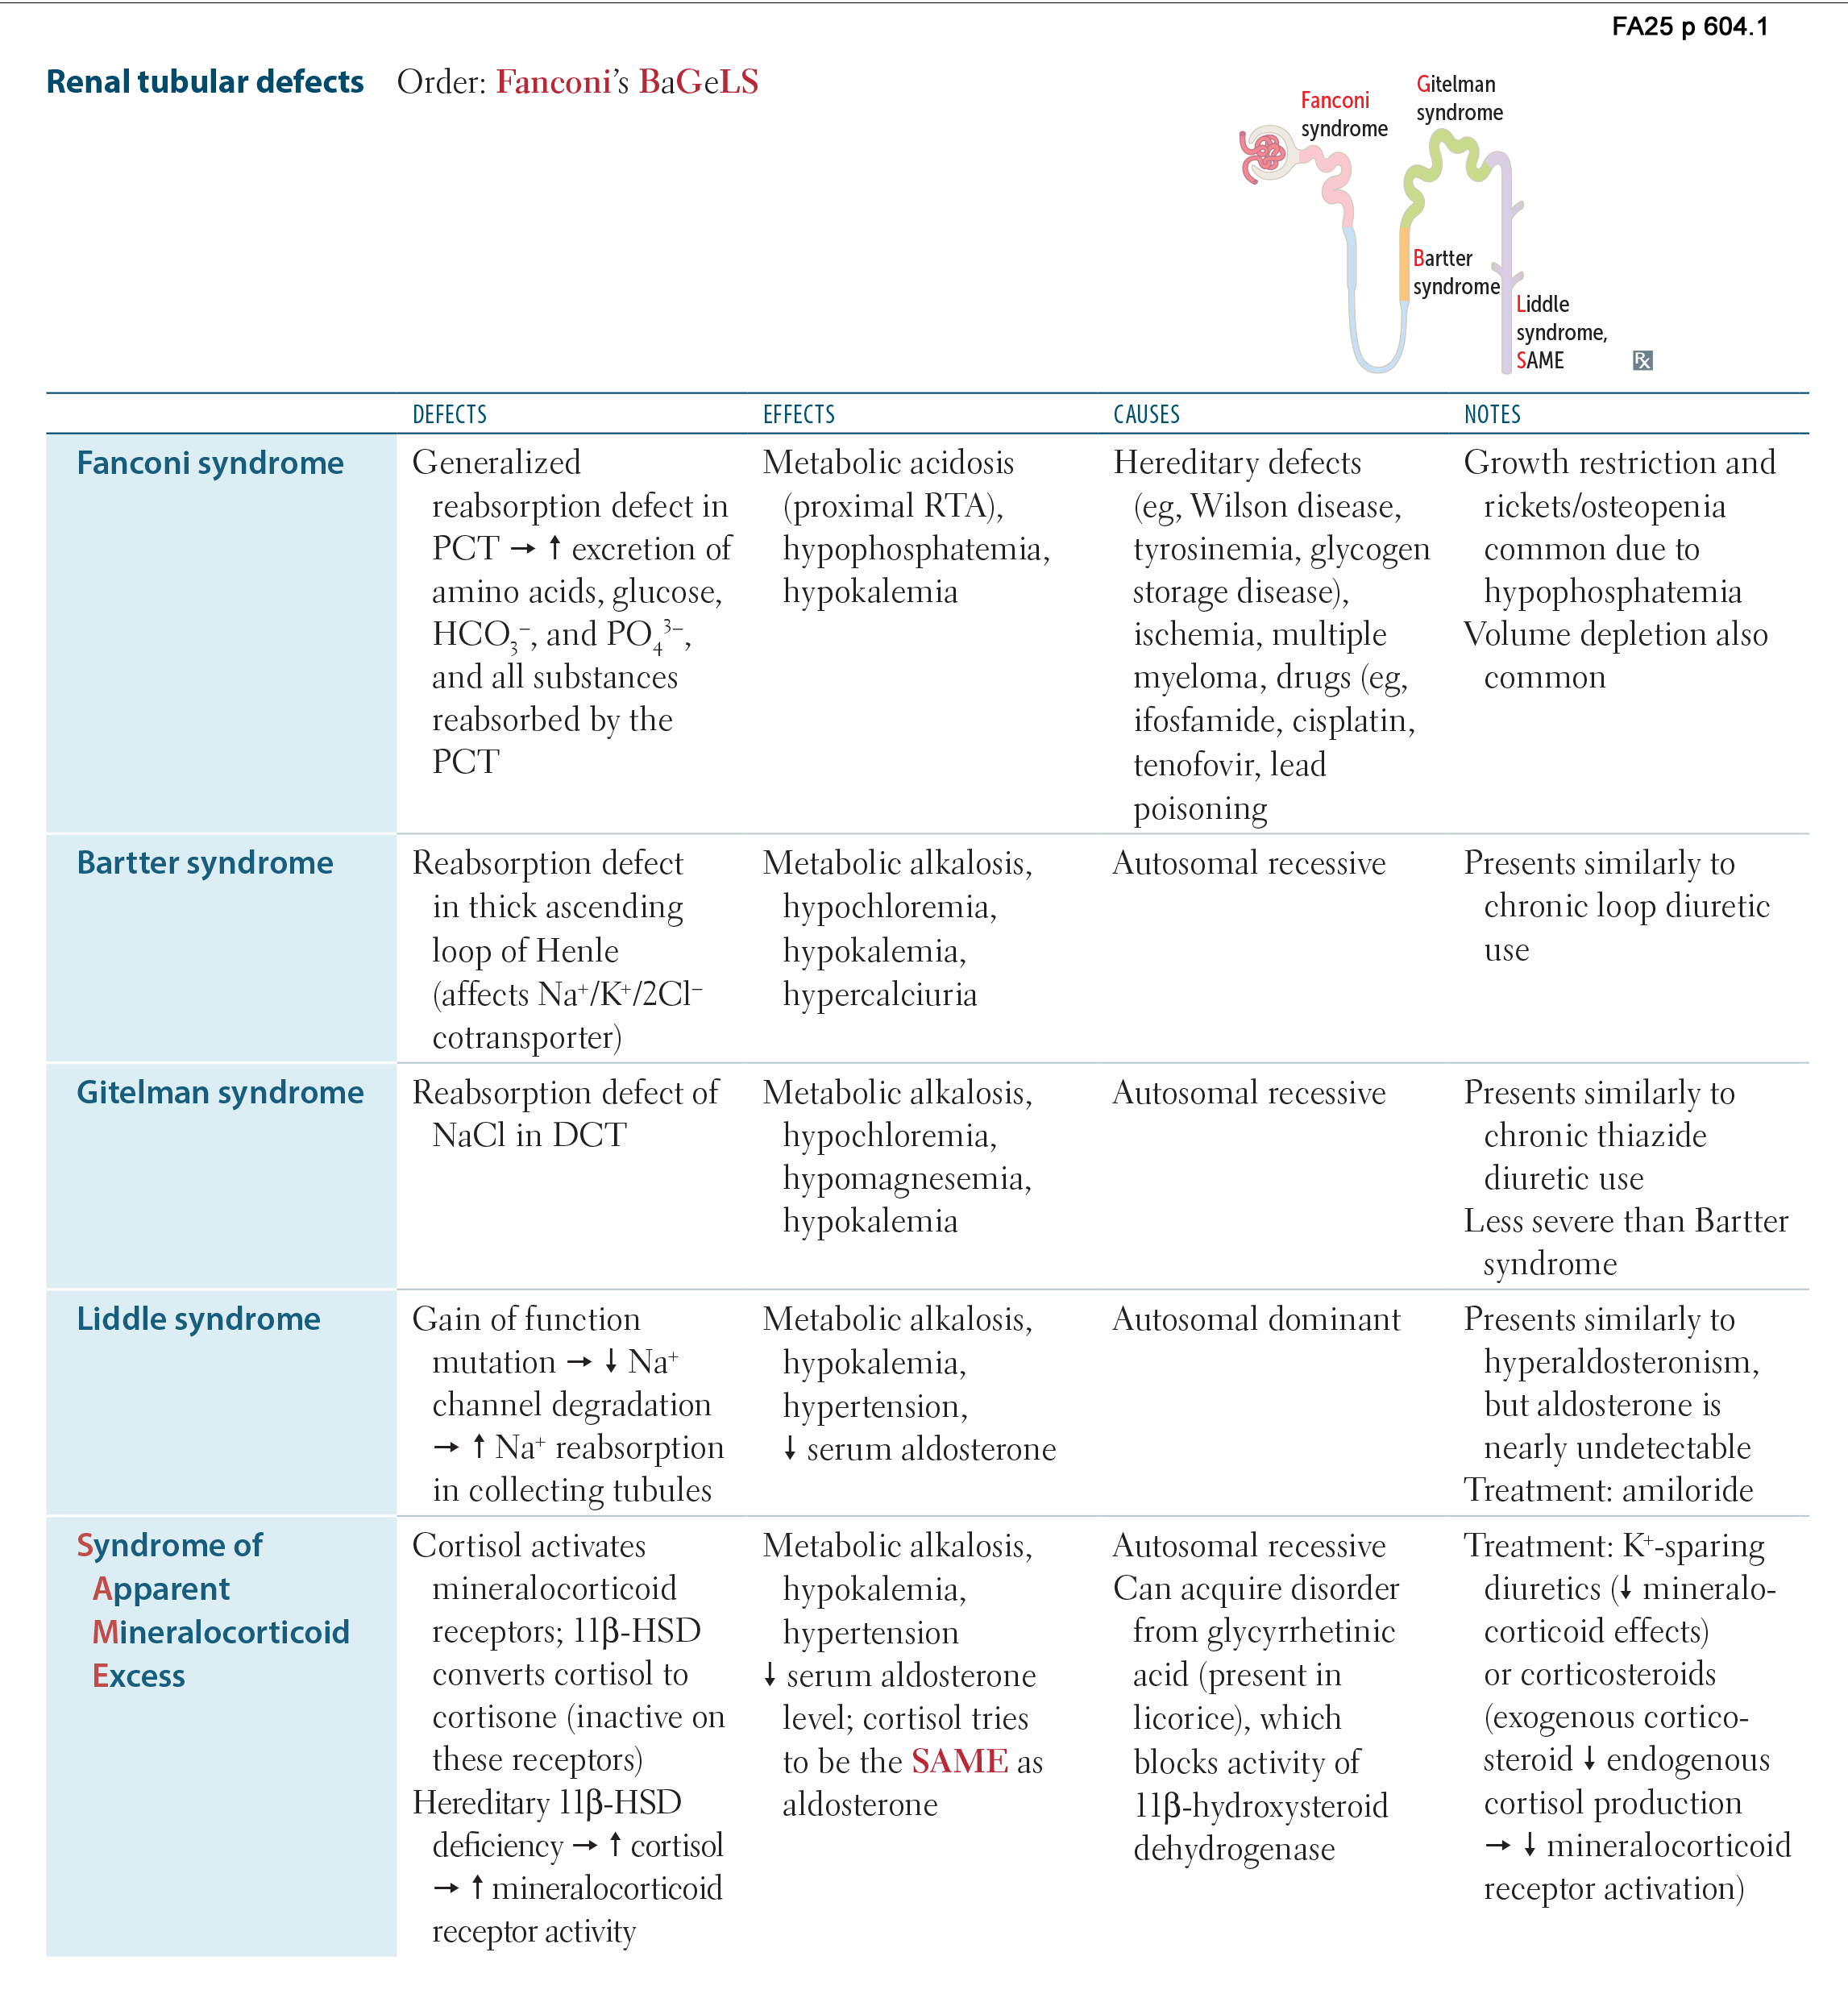 FA25 p 604.1
Renal tubular defects Order: Fanconi's BaGeLS
Fanconi
syndrome
Gitelman
syndrome
Bartter
syndrome
Liddle
syndrome,
SAME
Rx
DEFECTS EFFECTS CAUSES NOTES
Fanconi syndrome
Generalized
reabsorption defect in
PCT → ↑ excretion of
amino acids, glucose,
HCO₃⁻, and PO₄³⁻,
and all substances
reabsorbed by the
PCT
Metabolic acidosis
(proximal RTA),
hypophosphatemia,
hypokalemia
Hereditary defects
(eg, Wilson disease,
tyrosinemia, glycogen
storage disease),
ischemia, multiple
myeloma, drugs (eg,
ifosfamide, cisplatin,
tenofovir, lead
poisoning
Growth restriction and
rickets/osteopenia
common due to
hypophosphatemia
Volume depletion also
common
Bartter syndrome
Reabsorption defect
in thick ascending
loop of Henle
(affects Na⁺/K⁺/2Cl⁻
cotransporter)
Metabolic alkalosis,
hypochloremia,
hypokalemia,
hypercalciuria
Autosomal recessive
Presents similarly to
chronic loop diuretic
use
Gitelman syndrome
Reabsorption defect of
NaCl in DCT
Metabolic alkalosis,
hypochloremia,
hypomagnesemia,
hypokalemia
Autosomal recessive
Presents similarly to
chronic thiazide
diuretic use
Less severe than Bartter
syndrome
Liddle syndrome
Gain of function
mutation → ↓ Na⁺
channel degradation
→ ↑ Na⁺ reabsorption
in collecting tubules
Metabolic alkalosis,
hypokalemia,
hypertension,
↓ serum aldosterone
Autosomal dominant
Presents similarly to
hyperaldosteronism,
but aldosterone is
nearly undetectable
Treatment: amiloride
Syndrome of
Apparent
Mineralocorticoid
Excess
Cortisol activates
mineralocorticoid
receptors; 11β-HSD
converts cortisol to
cortisone (inactive on
these receptors)
Hereditary 11β-HSD
deficiency → ↑ cortisol
→ ↑ mineralocorticoid
receptor activity
Metabolic alkalosis,
hypokalemia,
hypertension
↓ serum aldosterone
level; cortisol tries
to be the SAME as
aldosterone
Autosomal recessive
Can acquire disorder
from glycyrrhetinic
acid (present in
licorice), which
blocks activity of
11β-hydroxysteroid
dehydrogenase
Treatment: K⁺-sparing
diuretics (↓ mineralo-
corticoid effects)
or corticosteroids
(exogenous cortico-
steroid ↓ endogenous
cortisol production
→ ↓ mineralocorticoid
receptor activation)